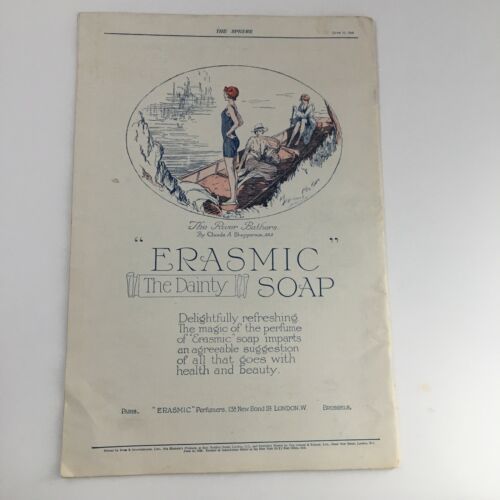 THE SPHERE
The River Bathers.
By Claude A Shepperson, ARA
"ERASMIC"
The Dainty SOAP
Delightfully refreshing.
The magic of the perfume
of "Erasmic" soap imparts
an agreeable suggestion
of all that goes with
health and beauty.
PARIS. "ERASMIC" Perfumers, 13A New Bond St LONDON.W. BRUSSELS.